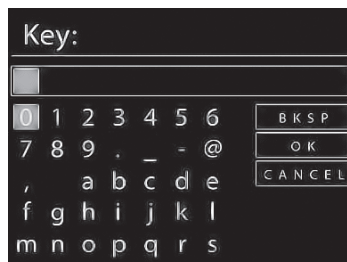 Key:
0 1 2 3 4 5 6 BKSP
7 8 9 . _ - @ OK
, a b c d e CANCEL
f g h i j k l
m n o p q r s